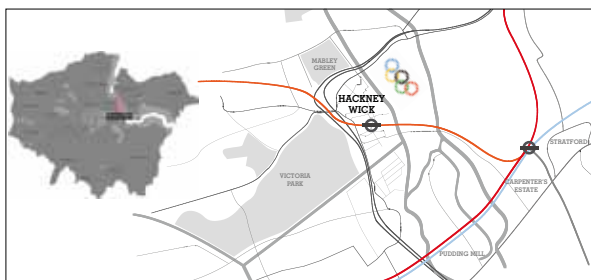 MABLEY
GREEN
HACKNEY
WICK
STRATFORD
VICTORIA
PARK
CARPENTER'S
ESTATE
PUDDING MILL